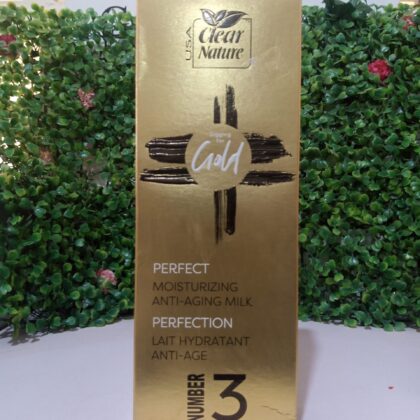 USA
Clear
Nature
Gold
PERFECT
MOISTURIZING
ANTI-AGING MILK
PERFECTION
LAIT HYDRATANT
ANTI-AGE
NUMBER
3